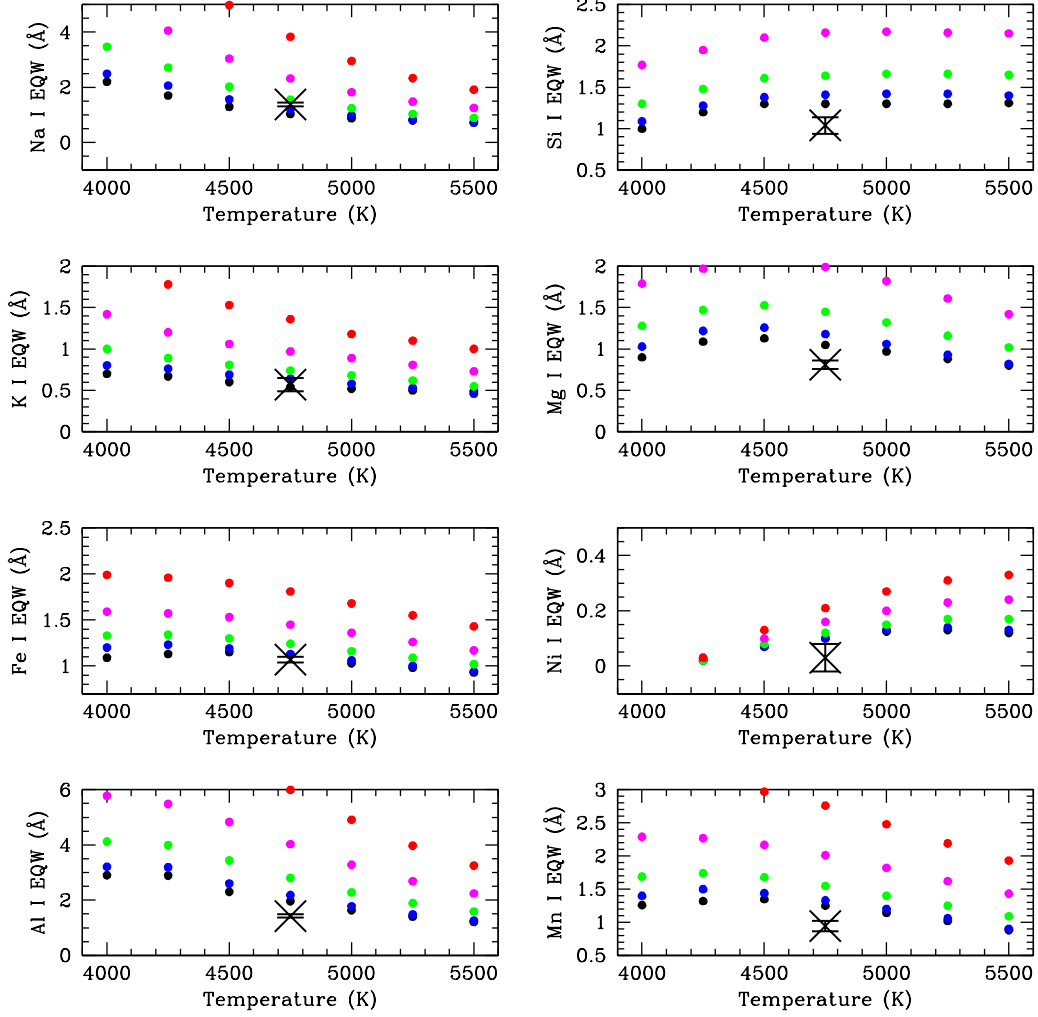 Na I EQW (Å)
4
2
0
4000 4500 5000 5500
Temperature (K)
Si I EQW (Å)
2.5
2
1.5
1
0.5
4000 4500 5000 5500
Temperature (K)
K I EQW (Å)
2
1.5
1
0.5
0
4000 4500 5000 5500
Temperature (K)
Mg I EQW (Å)
2
1.5
1
0.5
0
4000 4500 5000 5500
Temperature (K)
Fe I EQW (Å)
2.5
2
1.5
1
4000 4500 5000 5500
Temperature (K)
Ni I EQW (Å)
0.4
0.2
0
4000 4500 5000 5500
Temperature (K)
Al I EQW (Å)
6
4
2
0
4000 4500 5000 5500
Temperature (K)
Mn I EQW (Å)
3
2.5
2
1.5
1
0.5
4000 4500 5000 5500
Temperature (K)